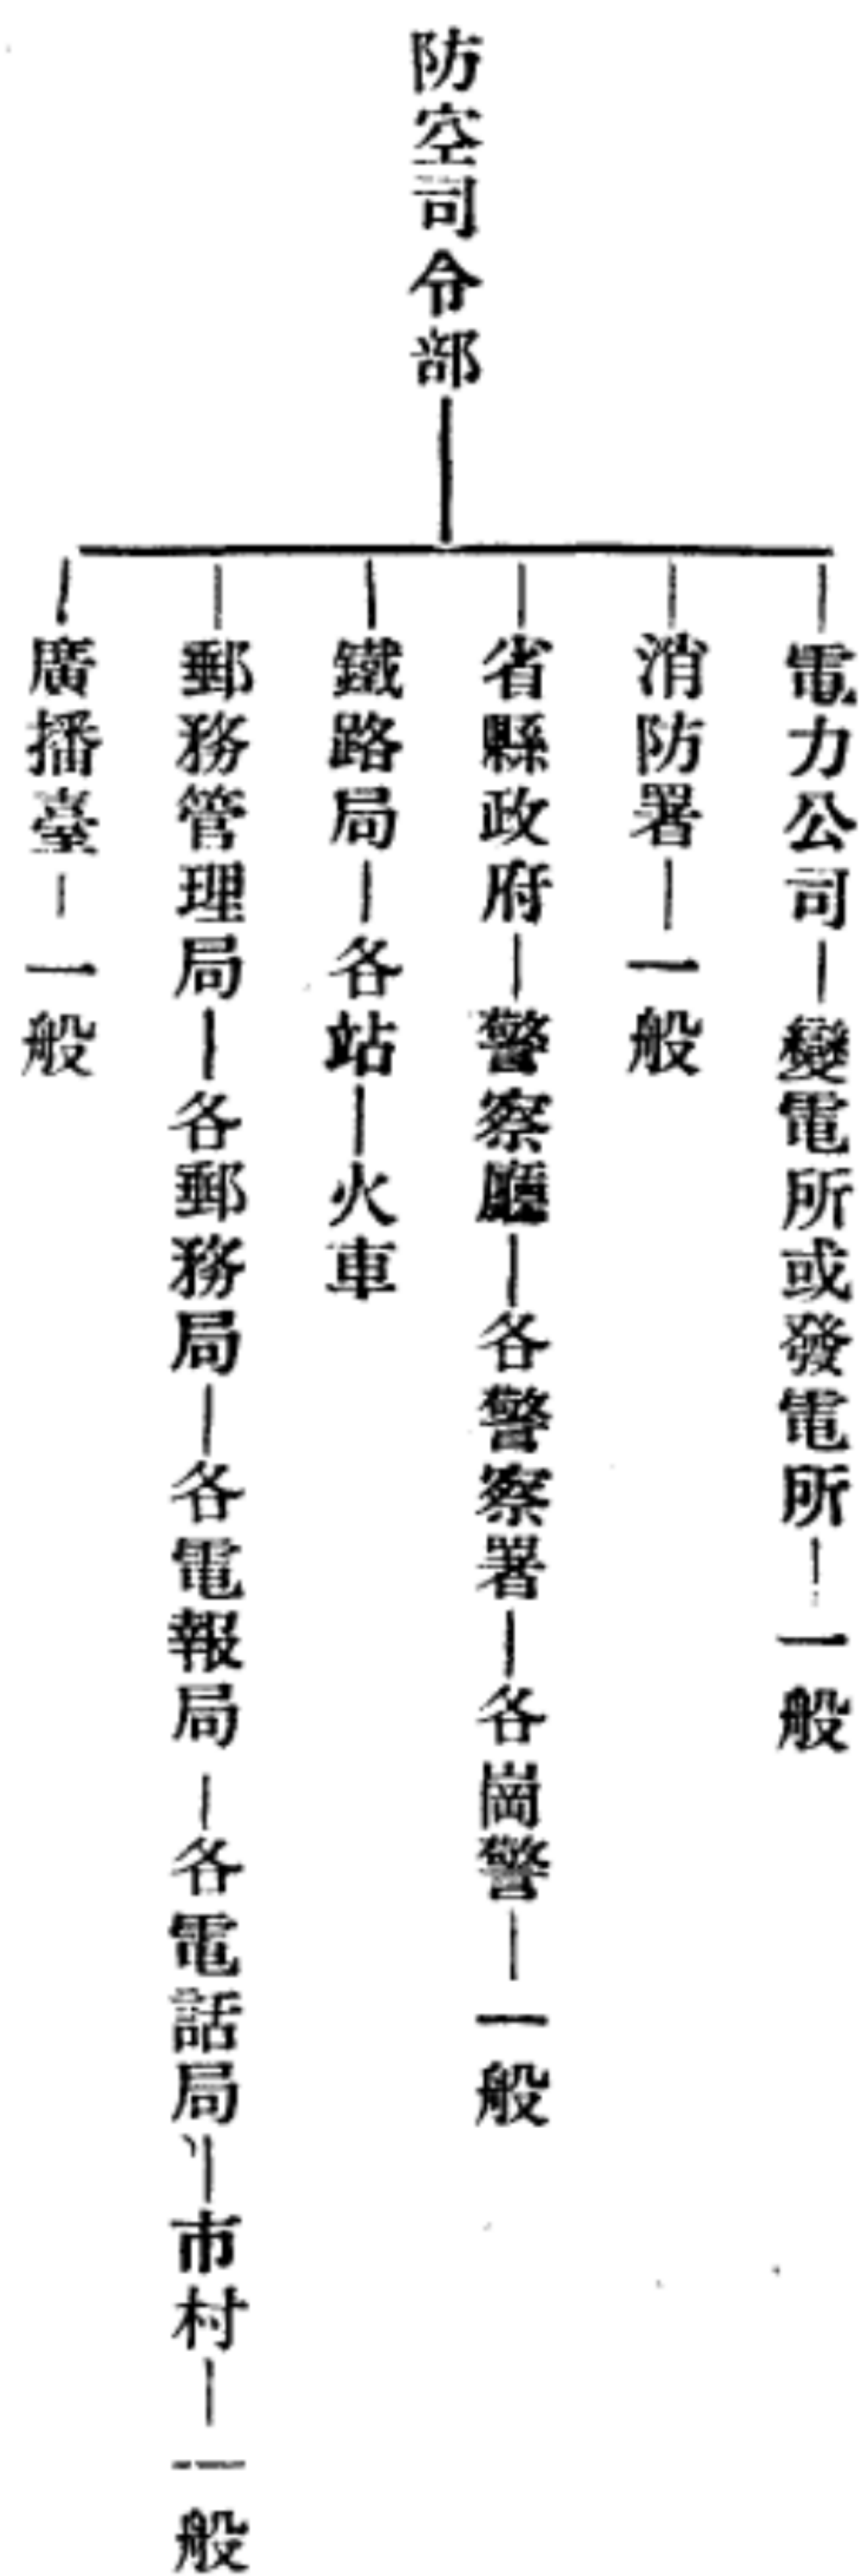 防空司令部
電力公司—變電所或發電所—一般
消防署—一般
省縣政府—警察廳—各警察署—各崗警—一般
鐵路局—各站—火車
郵務管理局—各郵務局—各電報局—各電話局—市村—一般
廣播臺—一般